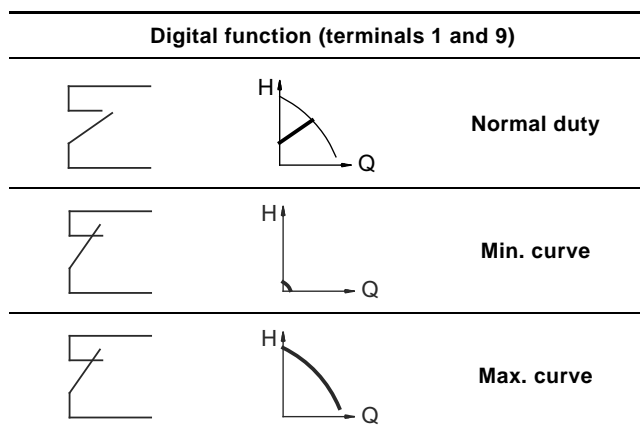 Digital function (terminals 1 and 9)
H
Q
Normal duty
H
Q
Min. curve
H
Q
Max. curve